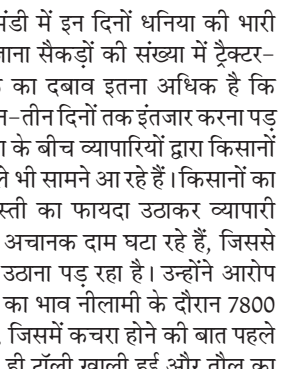 मंडी में इन दिनों धनिया की भारी
सैकड़ों की संख्या में ट्रैक्टर-
का दबाव इतना अधिक है कि
-तीन दिनों तक इंतजार करना पड़
के बीच व्यापारियों द्वारा किसानों
भी सामने आ रहे हैं। किसानों का
का फायदा उठाकर व्यापारी
अचानक दाम घटा रहे हैं, जिससे
उठाना पड़ रहा है। उन्होंने आरोप
का भाव नीलामी के दौरान 7800
जिसमें कचरा होने की बात पहले
ही ट्रॉली खाली हुई और तौल का